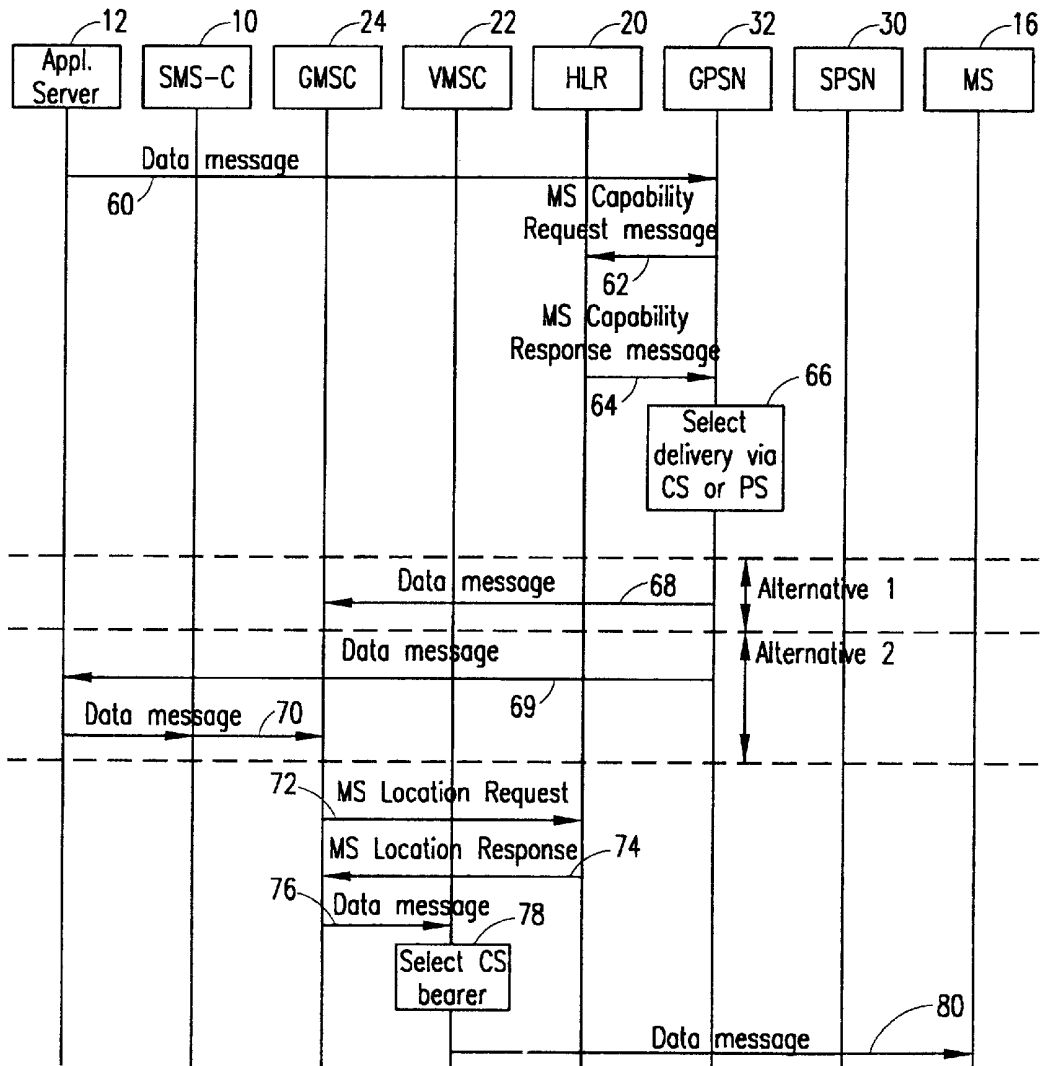 12
10
24
22
20
32
30
16
Appl.
Server
SMS-C
GMSC
VMSC
HLR
GPSN
SPSN
MS
Data message
60
MS Capability
Request message
62
MS Capability
Response message
64
66
Select
delivery via
CS or PS
Data message
68
Alternative 1
Data message
Alternative 2
69
Data message
70
72
MS Location Request
MS Location Response
74
76
Data message
78
Select CS
bearer
80
Data message